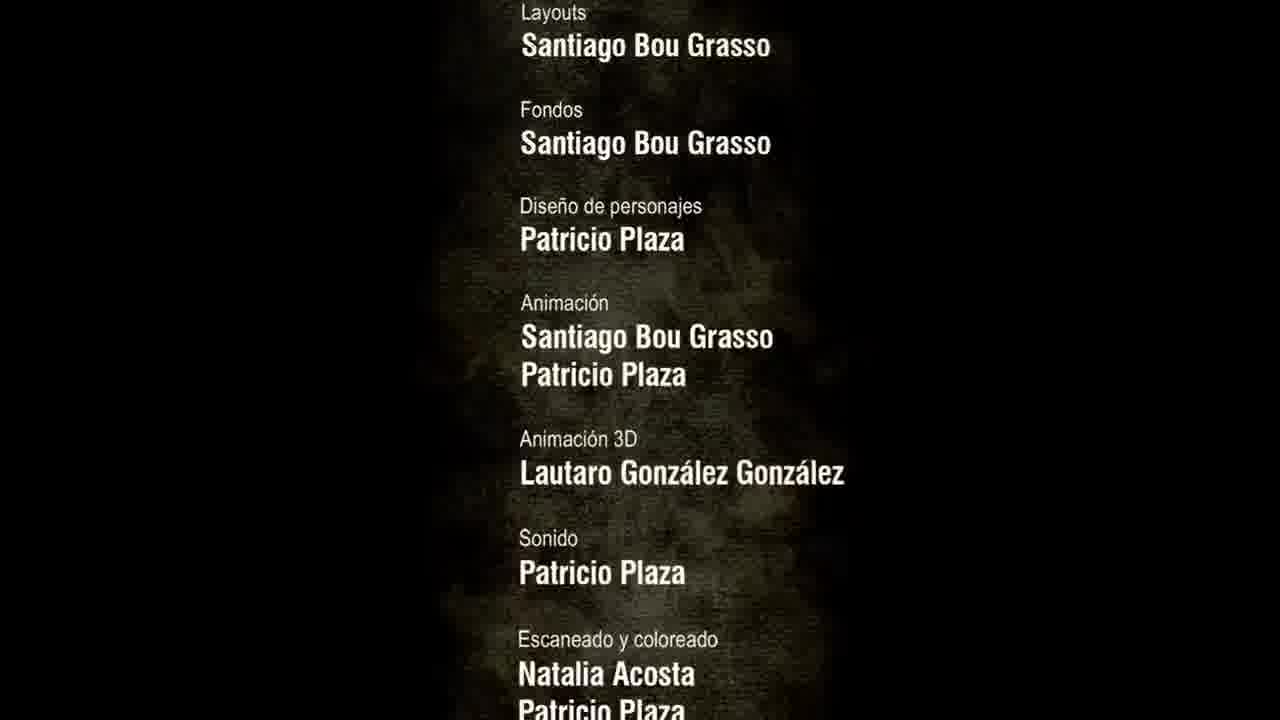 Layouts
Santiago Bou Grasso
Fondos
Santiago Bou Grasso
Diseño de personajes
Patricio Plaza
Animación
Santiago Bou Grasso
Patricio Plaza
Animación 3D
Lautaro González González
Sonido
Patricio Plaza
Escaneado y coloreado
Natalia Acosta
Patricio Plaza